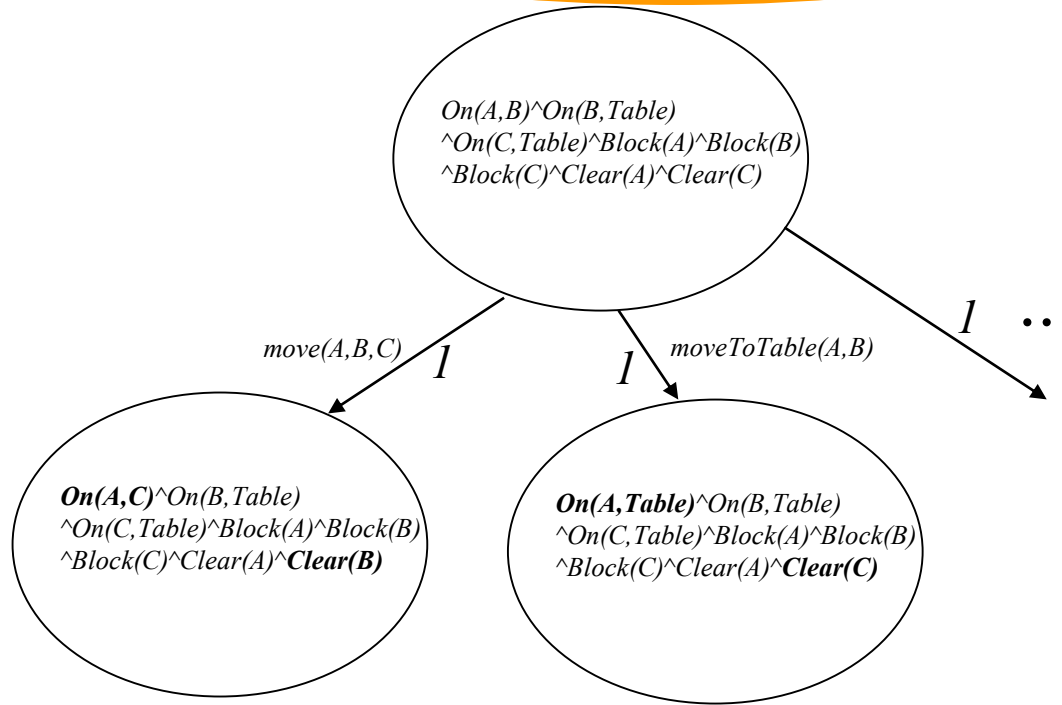 On(A,B)^On(B,Table)
^On(C,Table)^Block(A)^Block(B)
^Block(C)^Clear(A)^Clear(C)
1 ..
move(A,B,C) 1
1 moveToTable(A,B)
On(A,C)^On(B,Table)
^On(C,Table)^Block(A)^Block(B)
^Block(C)^Clear(A)^Clear(B)
On(A,Table)^On(B,Table)
^On(C,Table)^Block(A)^Block(B)
^Block(C)^Clear(A)^Clear(C)